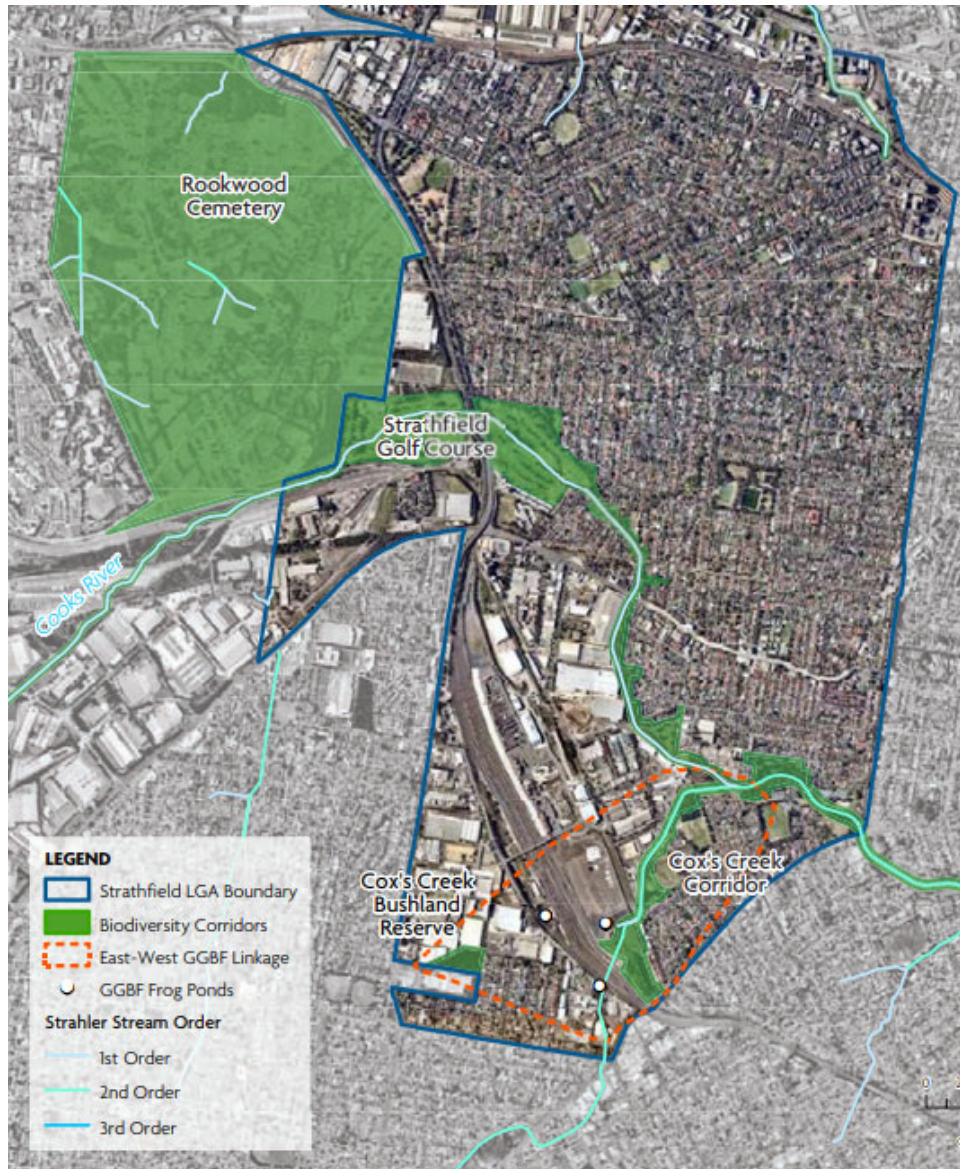 Rookwood
Cemetery
Strathfield
Golf Course
Cooks River
Cox's Creek
Bushland
Reserve
Cox's Creek
Corridor
LEGEND
Strathfield LGA Boundary
Biodiversity Corridors
East-West GGBF Linkage
GGBF Frog Ponds
Strahler Stream Order
1st Order
2nd Order
3rd Order
0